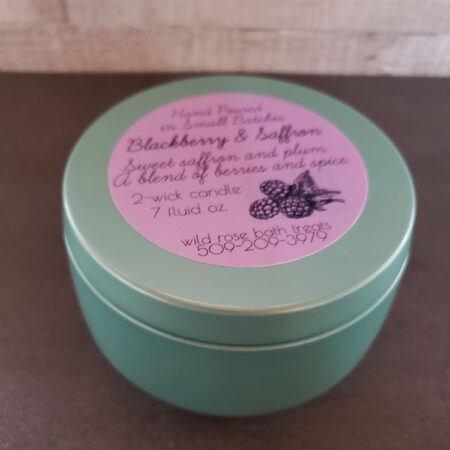 Hand Poured
in Small Batches
Blackberry & Saffron
Sweet saffron and plum.
A blend of berries and spice.
2-wick candle
7 fluid oz.
wild rose bath treats
509-209-3979